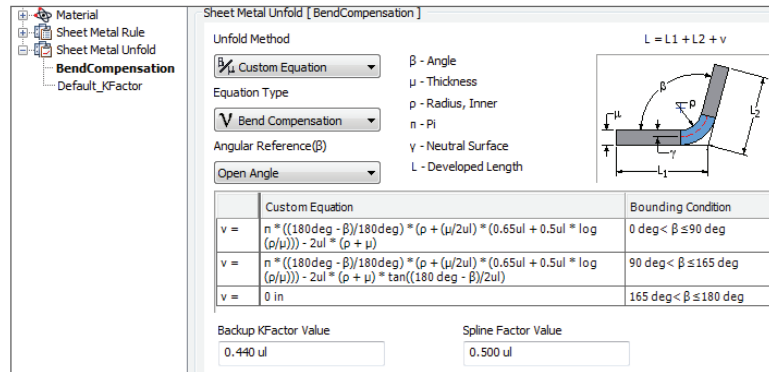 Material
Sheet Metal Rule
Sheet Metal Unfold
BendCompensation
Default_KFactor
Sheet Metal Unfold [ BendCompensation ]
Unfold Method
β/μ Custom Equation
Equation Type
V Bend Compensation
Angular Reference(β)
Open Angle
β - Angle
μ - Thickness
ρ - Radius, Inner
π - Pi
γ - Neutral Surface
L - Developed Length
L = L1 + L2 + v
β
ρ
μ
L2
γ
L1
Custom Equation
Bounding Condition
v =
π * ((180deg - β)/180deg) * (ρ + (μ/2ul) * (0.65ul + 0.5ul * log
(ρ/μ))) - 2ul * (ρ + μ)
0 deg< β ≤90 deg
v =
π * ((180deg - β)/180deg) * (ρ + (μ/2ul) * (0.65ul + 0.5ul * log
(ρ/μ))) - 2ul * (ρ + μ) * tan((180 deg - β)/2ul)
90 deg< β ≤165 deg
v =
0 in
165 deg< β ≤180 deg
Backup KFactor Value
0.440 ul
Spline Factor Value
0.500 ul